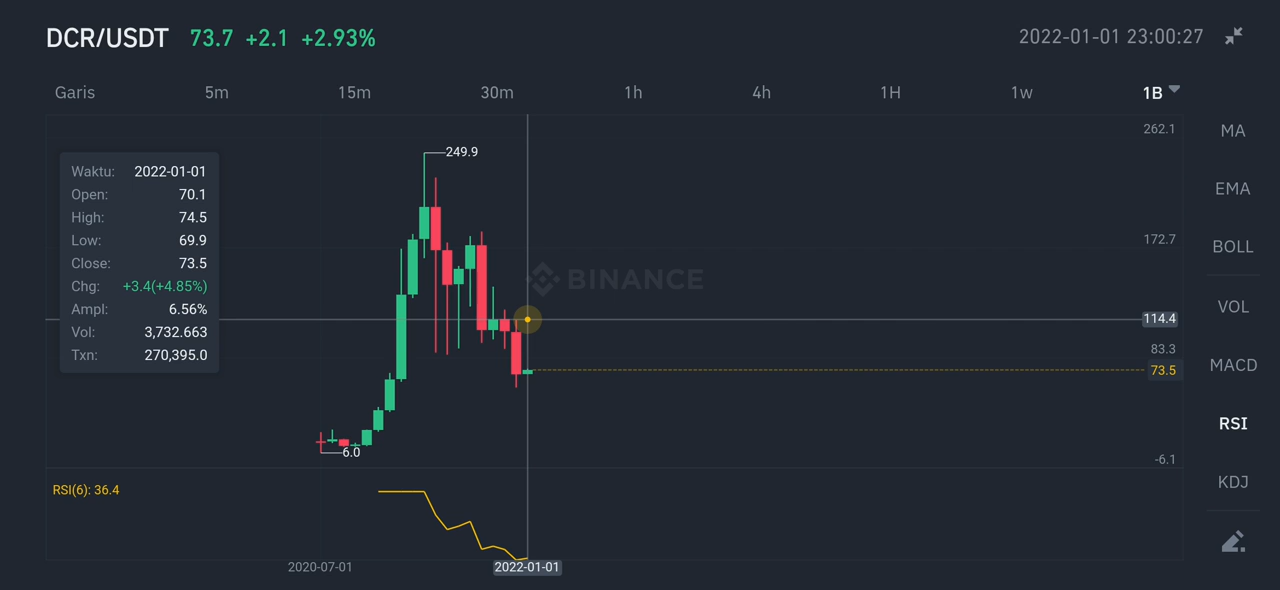 DCR/USDT 73.7 +2.1 +2.93% 2022-01-01 23:00:27
Garis 5m 15m 30m 1h 4h 1H 1w 1B
262.1
MA
249.9
Waktu: 2022-01-01
Open: 70.1
EMA
High: 74.5
Low: 69.9
172.7
BOLL
Close: 73.5
BINANCE
Chg: +3.4(+4.85%)
Ampl: 6.56%
VOL
114.4
Vol: 3,732.663
83.3
Txn: 270,395.0
MACD
73.5
RSI
6.0
-6.1
KDJ
RSI(6): 36.4
2020-07-01 2022-01-01